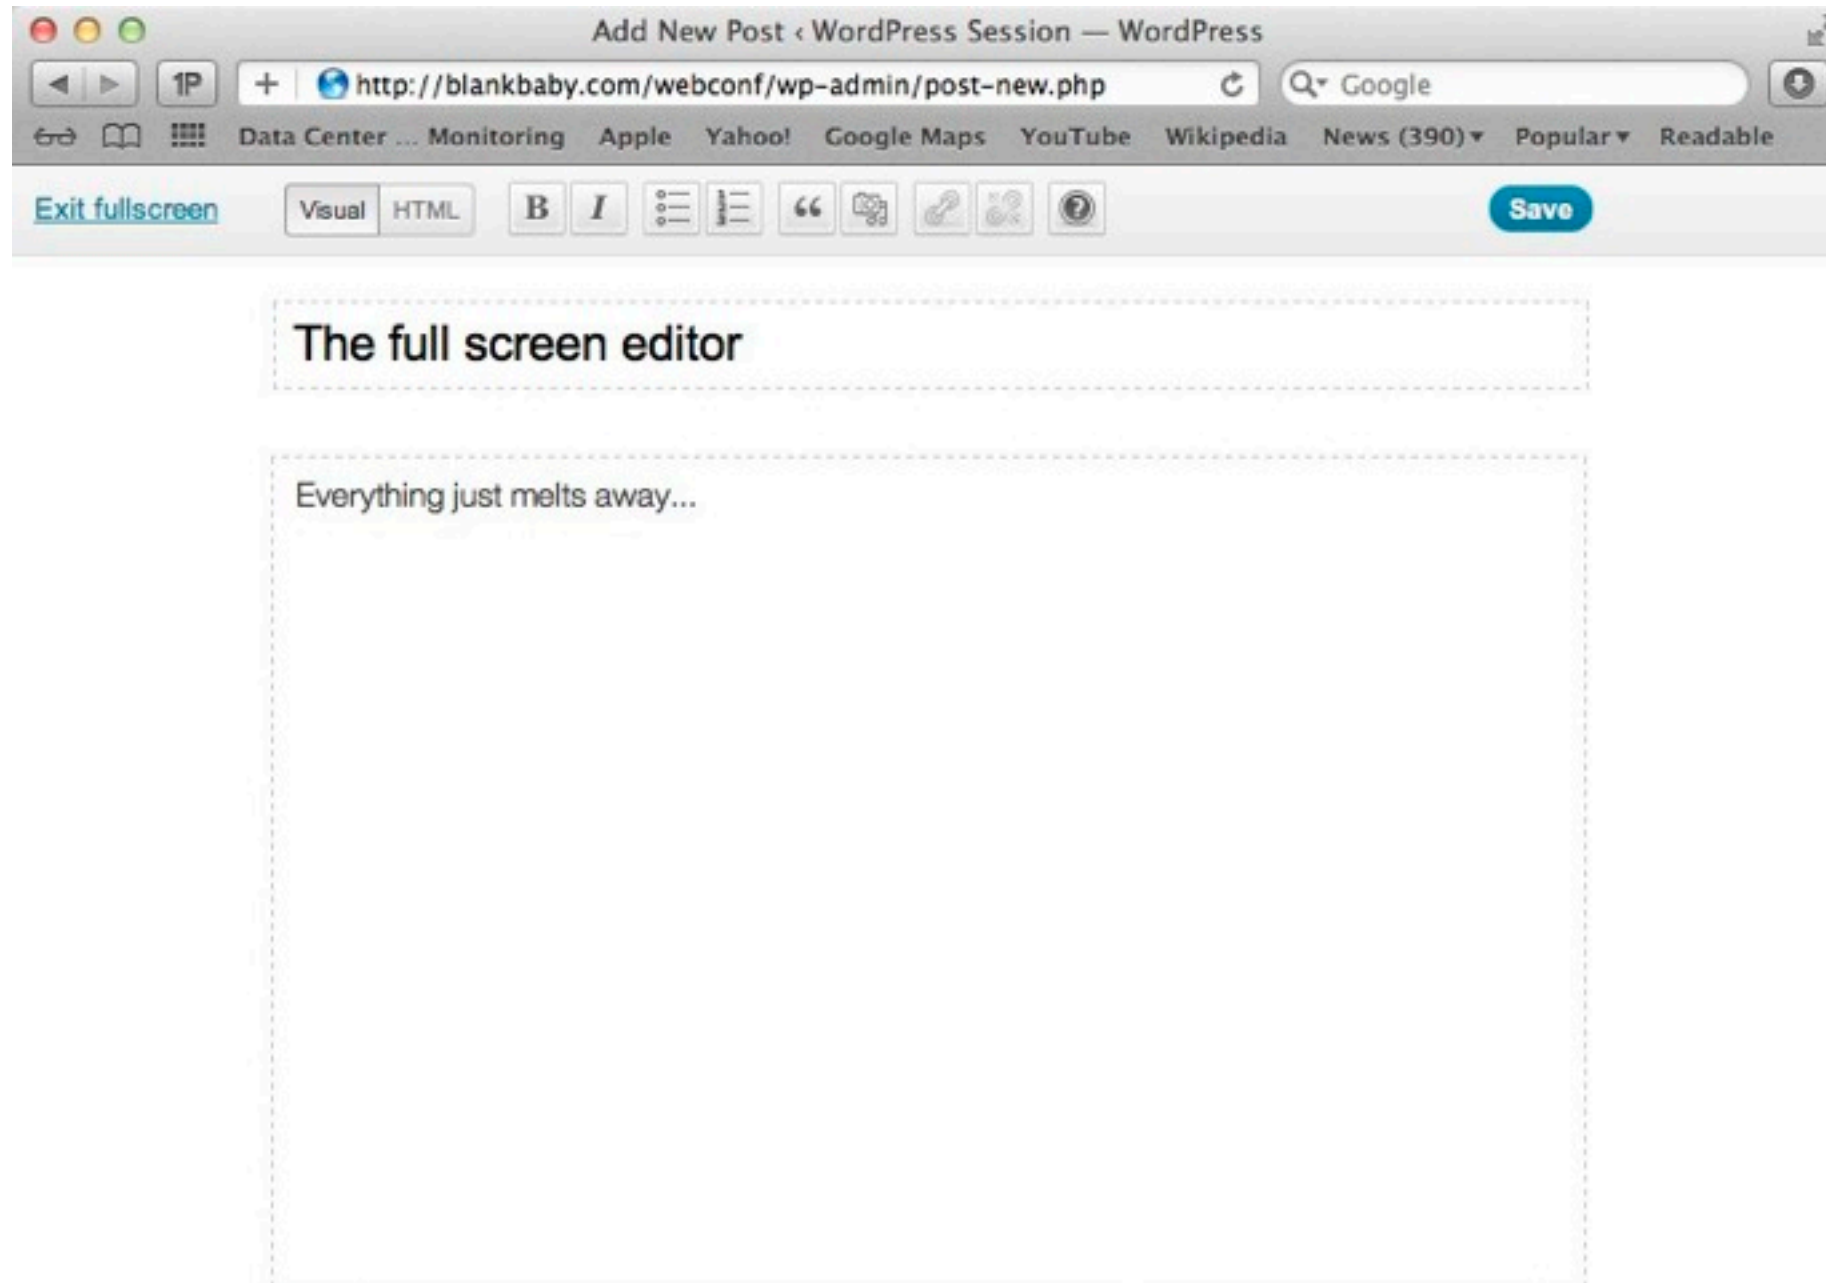 Add New Post ‹ WordPress Session — WordPress
1P + http://blankbaby.com/webconf/wp-admin/post-new.php Google
Data Center ... Monitoring Apple Yahoo! Google Maps YouTube Wikipedia News (390) Popular Readable
Exit fullscreen Visual HTML B I “ ? Save
The full screen editor
Everything just melts away...